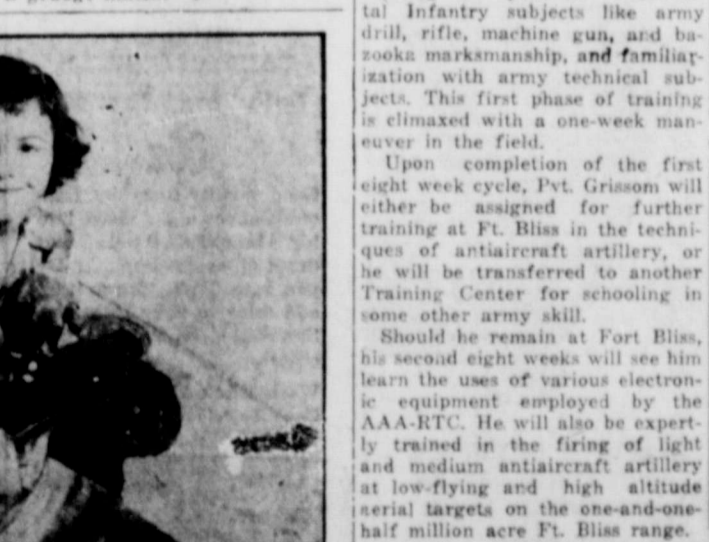 tal Infantry subjects like army
drill, rifle, machine gun, and ba-
zooka marksmanship, and familiar-
ization with army technical sub-
jects. This first phase of training
is climaxed with a one-week man-
euver in the field.
Upon completion of the first
eight week cycle, Pvt. Grissom will
either be assigned for further
training at Ft. Bliss in the techni-
ques of antiaircraft artillery, or
he will be transferred to another
Training Center for schooling in
some other army skill.
Should he remain at Fort Bliss,
his second eight weeks will see him
learn the uses of various electron-
ic equipment employed by the
AAA-RTC. He will also be expert-
ly trained in the firing of light
and medium antiaircraft artillery
at low-flying and high altitude
aerial targets on the one-and-one-
half million acre Ft. Bliss range.